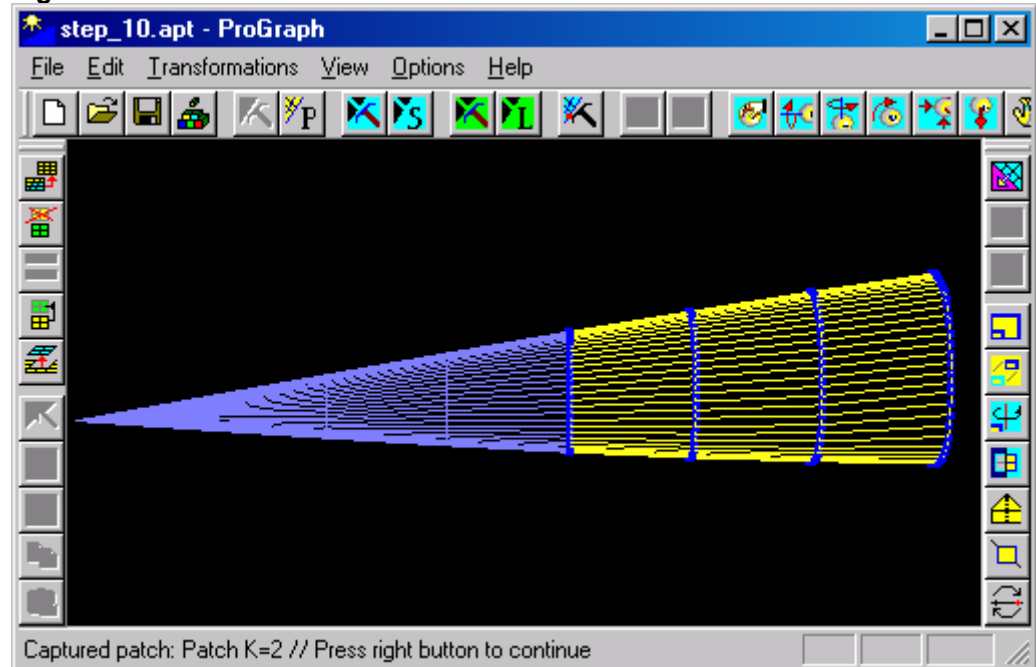 step_10.apt - ProGraph
File Edit Transformations View Options Help
P S L
Captured patch: Patch K=2 // Press right button to continue